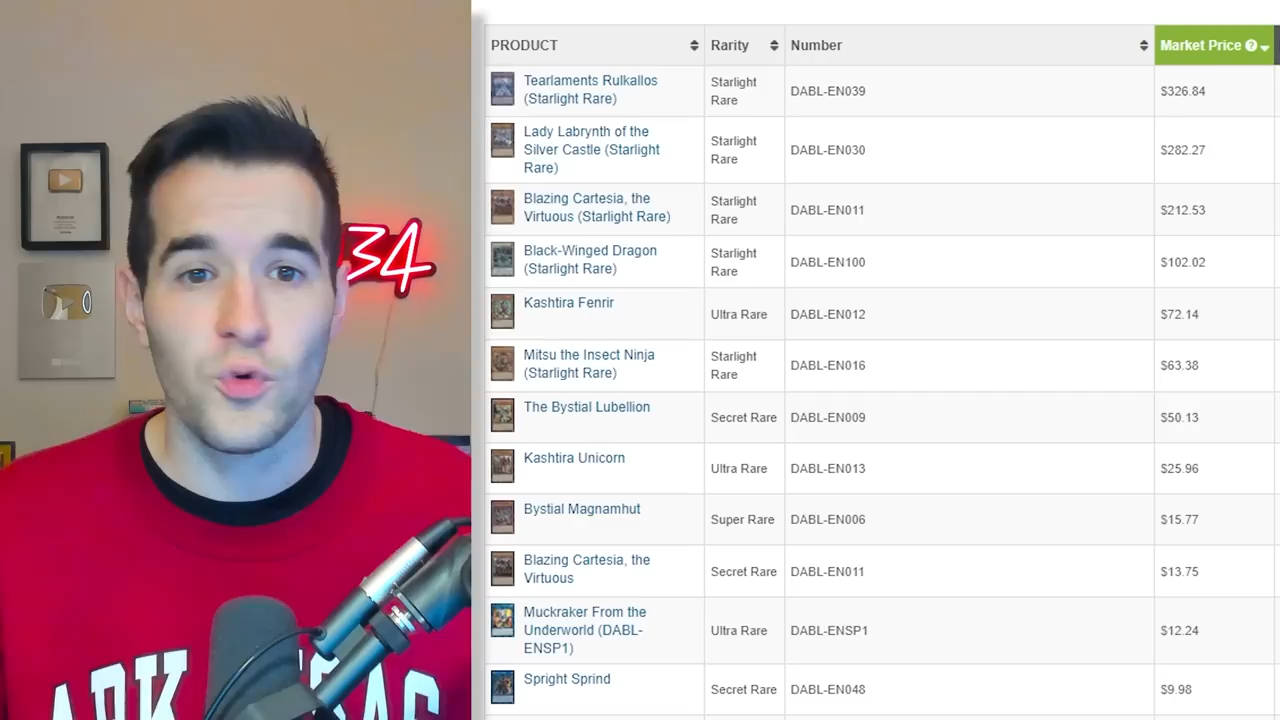 34
ARK
SAS
PRODUCT Rarity Number Market Price
Tearlaments Rulkallos
(Starlight Rare)
Starlight
Rare
DABL-EN039
$326.84
Lady Labrynth of the
Silver Castle (Starlight
Rare)
Starlight
Rare
DABL-EN030
$282.27
Blazing Cartesia, the
Virtuous (Starlight Rare)
Starlight
Rare
DABL-EN011
$212.53
Black-Winged Dragon
(Starlight Rare)
Starlight
Rare
DABL-EN100
$102.02
Kashtira Fenrir
Ultra Rare
DABL-EN012
$72.14
Mitsu the Insect Ninja
(Starlight Rare)
Starlight
Rare
DABL-EN016
$63.38
The Bystial Lubellion
Secret Rare
DABL-EN009
$50.13
Kashtira Unicorn
Ultra Rare
DABL-EN013
$25.96
Bystial Magnamhut
Super Rare
DABL-EN006
$15.77
Blazing Cartesia, the
Virtuous
Secret Rare
DABL-EN011
$13.75
Muckraker From the
Underworld (DABL-
ENSP1)
Ultra Rare
DABL-ENSP1
$12.24
Spright Sprind
Secret Rare
DABL-EN048
$9.98